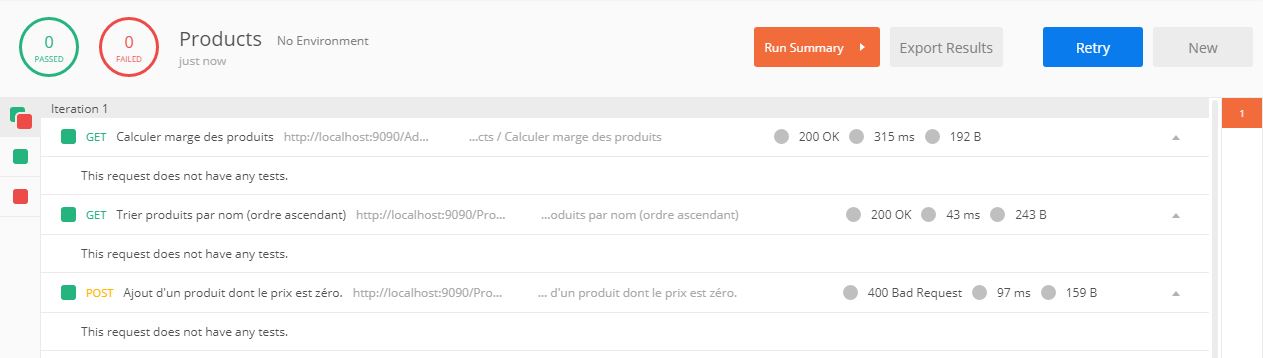 0
PASSED
0
FAILED
Products No Environment
just now
Run Summary
Export Results
Retry
New
Iteration 1
1
GET Calculer marge des produits http://localhost:9090/Ad... ...cts / Calculer marge des produits 200 OK 315 ms 192 B
This request does not have any tests.
GET Trier produits par nom (ordre ascendant) http://localhost:9090/Pro... ...oduits par nom (ordre ascendant) 200 OK 43 ms 243 B
This request does not have any tests.
POST Ajout d'un produit dont le prix est zéro. http://localhost:9090/Pro... ... d'un produit dont le prix est zéro. 400 Bad Request 97 ms 159 B
This request does not have any tests.